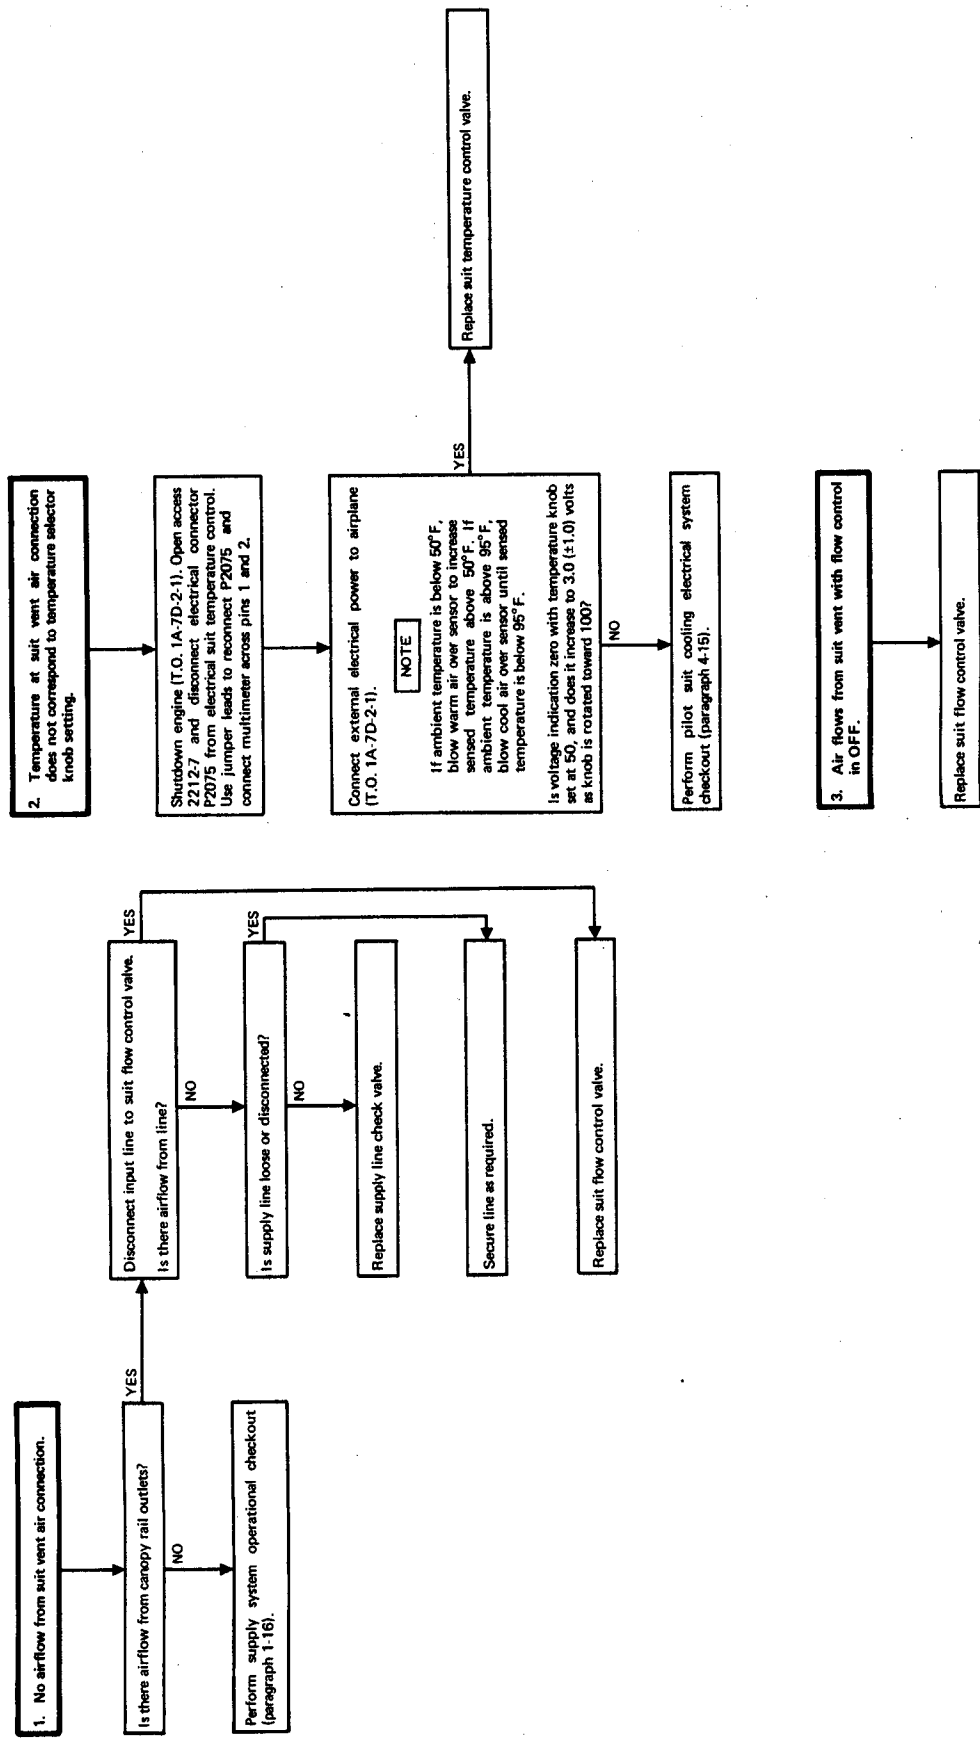 1. No airflow from suit vent air connection.
Is there airflow from canopy rail outlets?
YES
NO
Perform supply system operational checkout
(paragraph 1-16).
Disconnect input line to suit flow control valve.
Is there airflow from line?
YES
NO
Is supply line loose or disconnected?
YES
NO
Replace supply line check valve.
Secure line as required.
Replace suit flow control valve.
2. Temperature at suit vent air connection
does not correspond to temperature selector
knob setting.
Shutdown engine (T.O. 1A-7D-2-1). Open access
2212-7 and disconnect electrical connector
P2075 from electrical suit temperature control.
Use jumper leads to reconnect P2075 and
connect multimeter across pins 1 and 2.
Connect external electrical power to airplane
(T.O. 1A-7D-2-1).
NOTE
If ambient temperature is below 50°F,
blow warm air over sensor to increase
sensed temperature above 50°F. If
ambient temperature is above 95°F,
blow cool air over sensor until sensed
temperature is below 95°F.
Is voltage indication zero with temperature knob
set at 50, and does it increase to 3.0 (±1.0) volts
as knob is rotated toward 100?
YES
Replace suit temperature control valve.
NO
Perform pilot suit cooling electrical system
checkout (paragraph 4-15).
3. Air flows from suit vent with flow control
in OFF.
Replace suit flow control valve.